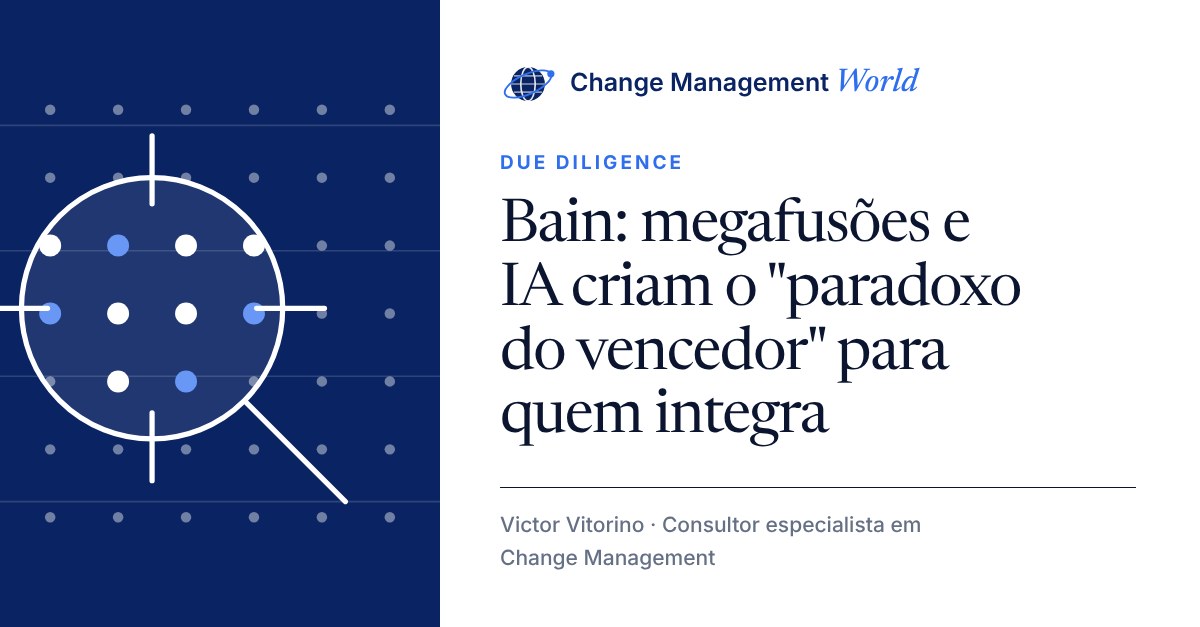 Change Management World
DUE DILIGENCE
Bain: megafusões e
IA criam o "paradoxo
do vencedor" para
quem integra
Victor Vitorino · Consultor especialista em
Change Management